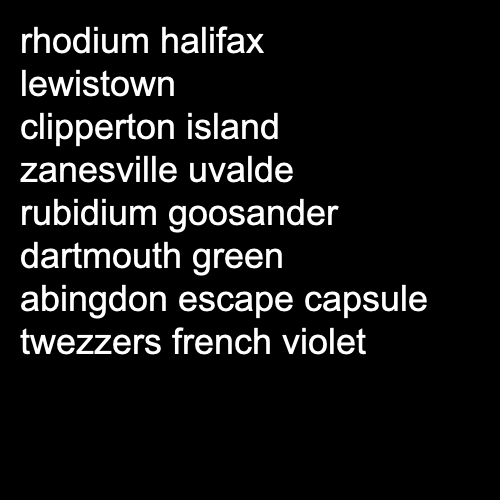 rhodium halifax
lewistown
clipperton island
zanesville uvalde
rubidium goosander
dartmouth green
abingdon escape capsule
twezzers french violet